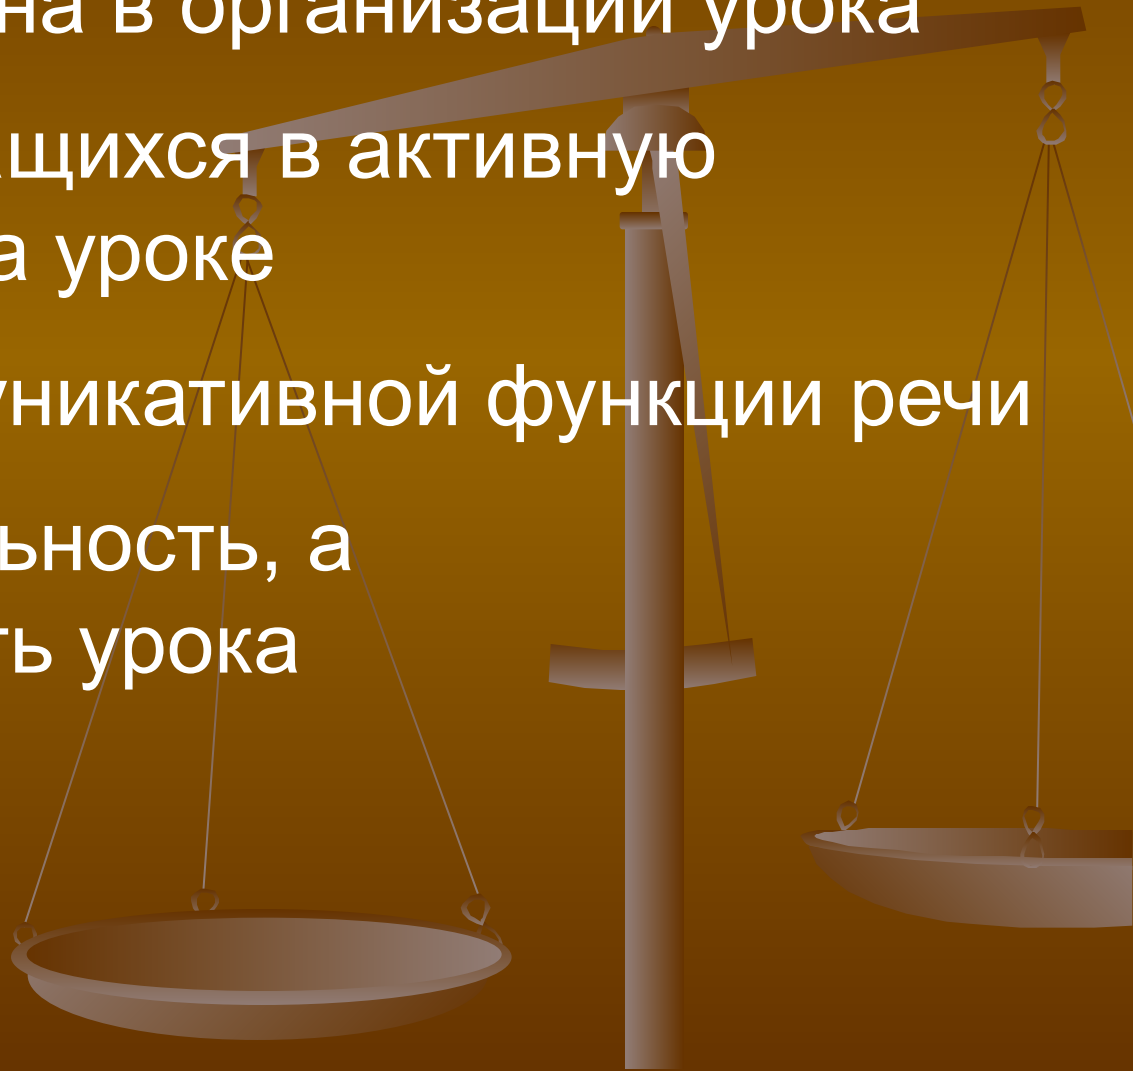 на в организации урока
щихся в активную
а уроке
уникативной функции речи
ьность, а
ть урока